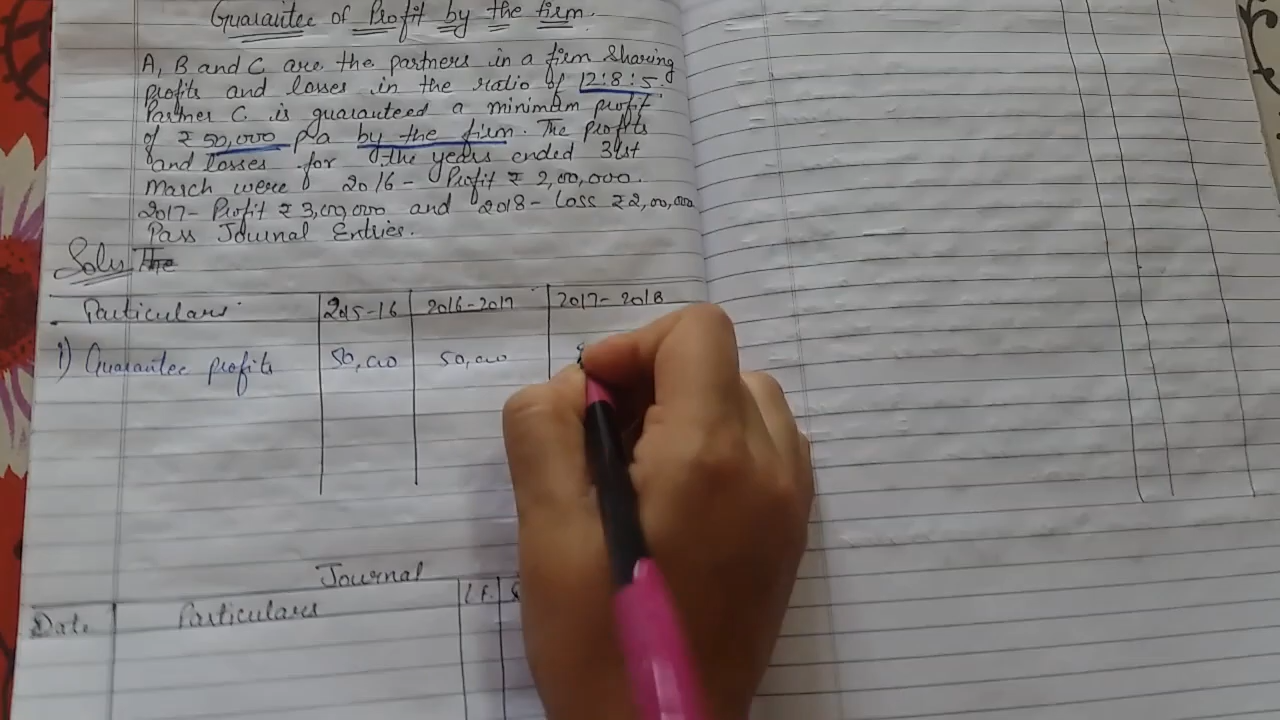 Guarantee of Profit by the firm.
A, B and C are the partners in a firm sharing
profits and losses in the ratio of 12:8:5.
Partner C is guaranteed a minimum profit
of ₹ 50,000 p.a by the firm. The profits
and losses for the years ended 31st
March were 2016 - Profit ₹ 2,00,000.
2017- Profit ₹ 3,00,000 and 2018- Loss ₹2,00,000
Pass Journal Entries.
Solu The
Particulars 2015-16 2016-2017 2017-2018
i) Guarantee profits 50,000 50,000
Journal
Date Particulars L.F.